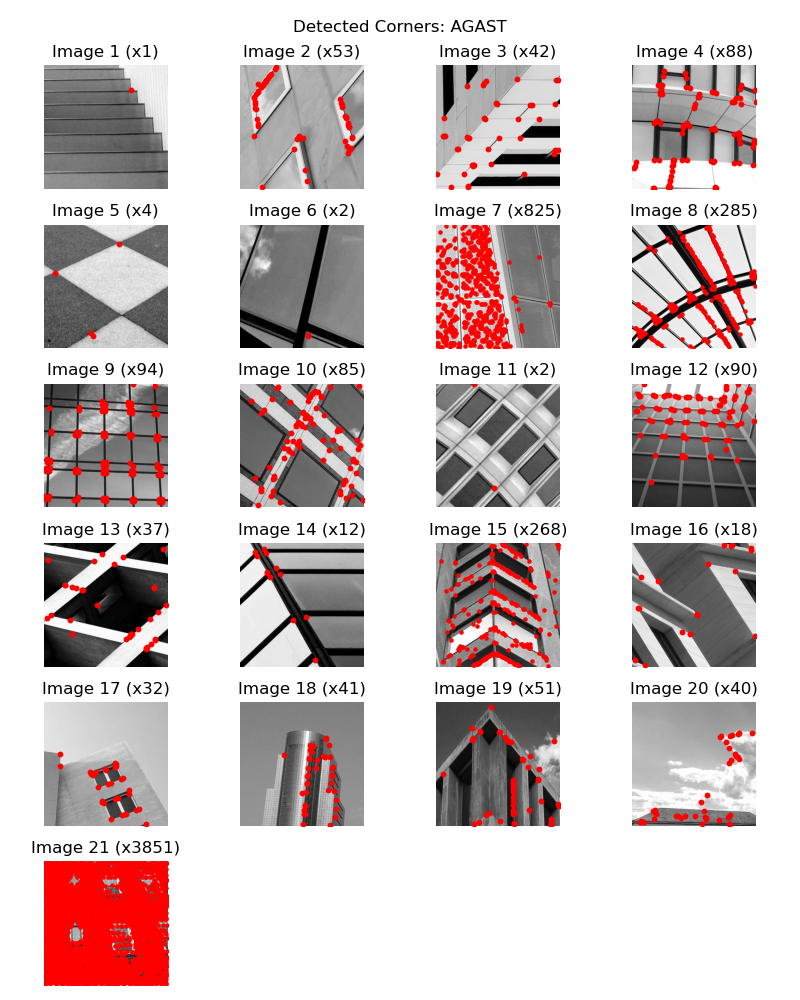 Detected Corners: AGAST
Image 1 (x1)
Image 2 (x53)
Image 3 (x42)
Image 4 (x88)
Image 5 (x4)
Image 6 (x2)
Image 7 (x825)
Image 8 (x285)
Image 9 (x94)
Image 10 (x85)
Image 11 (x2)
Image 12 (x90)
Image 13 (x37)
Image 14 (x12)
Image 15 (x268)
Image 16 (x18)
Image 17 (x32)
Image 18 (x41)
Image 19 (x51)
Image 20 (x40)
Image 21 (x3851)